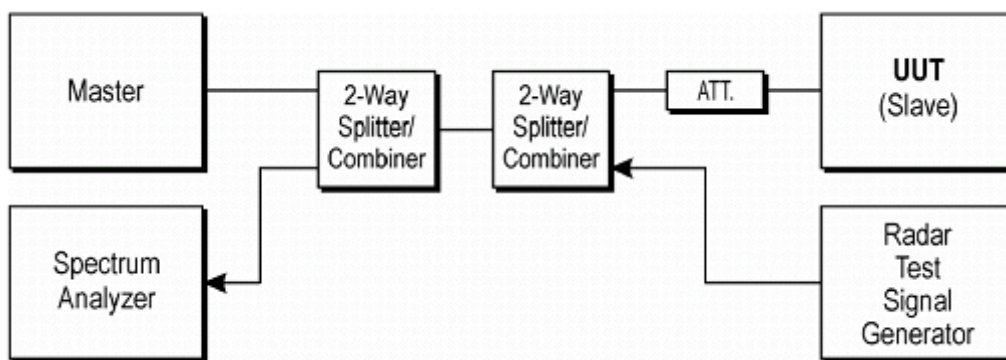 Master
2-Way
Splitter/
Combiner
2-Way
Splitter/
Combiner
ATT.
UUT
(Slave)
Spectrum
Analyzer
Radar
Test
Signal
Generator